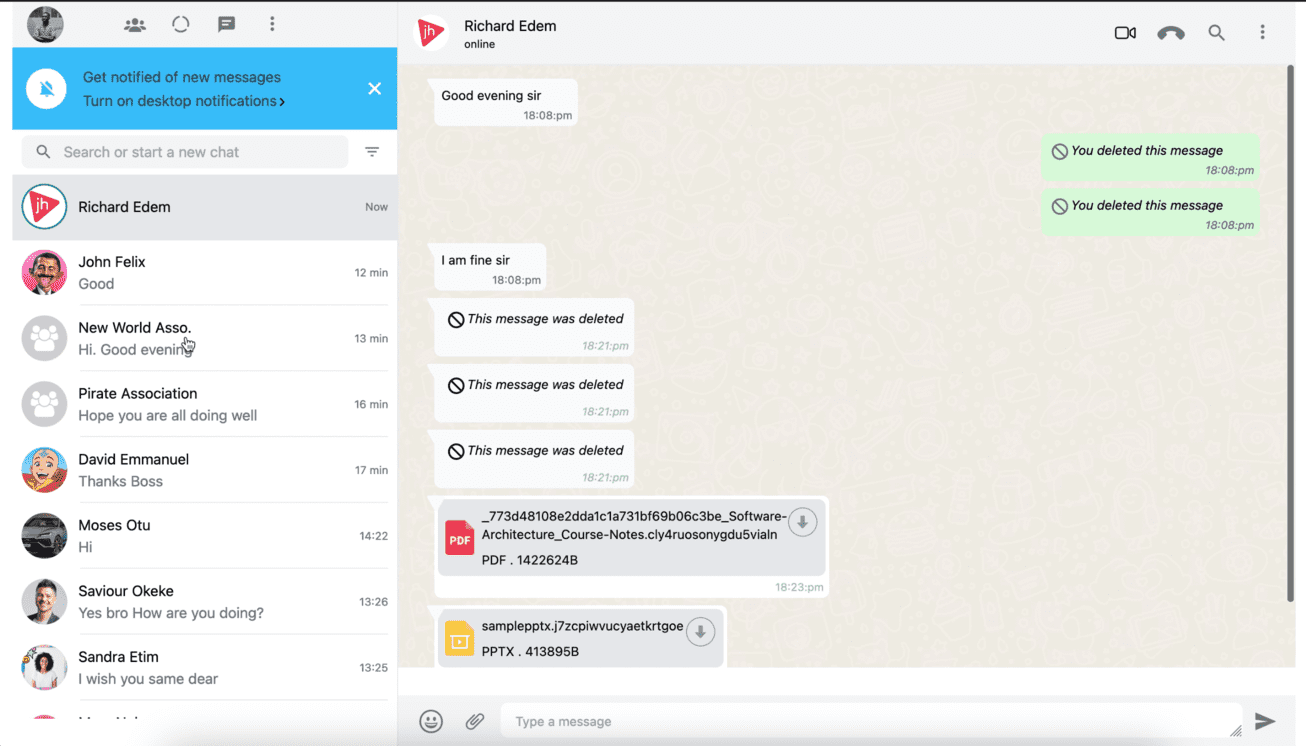 Get notified of new messages
Turn on desktop notifications
Search or start a new chat
jh
Richard Edem
Now
John Felix
Good
12 min
New World Asso.
Hi. Good evening
13 min
Pirate Association
Hope you are all doing well
16 min
David Emmanuel
Thanks Boss
17 min
Moses Otu
Hi
14:22
Saviour Okeke
Yes bro How are you doing?
13:26
Sandra Etim
I wish you same dear
13:25
jh
Richard Edem
online
Good evening sir
18:08:pm
You deleted this message
18:08:pm
You deleted this message
18:08:pm
I am fine sir
18:08:pm
This message was deleted
18:21:pm
This message was deleted
18:21:pm
This message was deleted
18:21:pm
PDF
_773d48108e2dda1c1a731bf69b06c3be_Software-
Architecture_Course-Notes.cly4ruosonygdu5vialn
PDF . 1422624B
18:23:pm
samplepptx.j7zcpiwvucyaetkrtgoe
PPTX . 413895B
Type a message